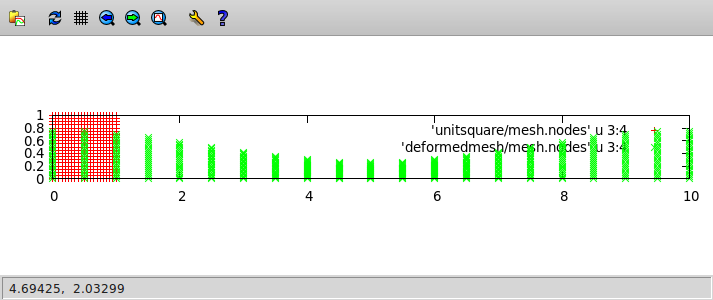 'unitsquare/mesh.nodes' u 3:4
'deformedmesh/mesh.nodes' u 3:4
1
0.8
0.6
0.4
0.2
0
0 2 4 6 8 10
4.69425, 2.03299